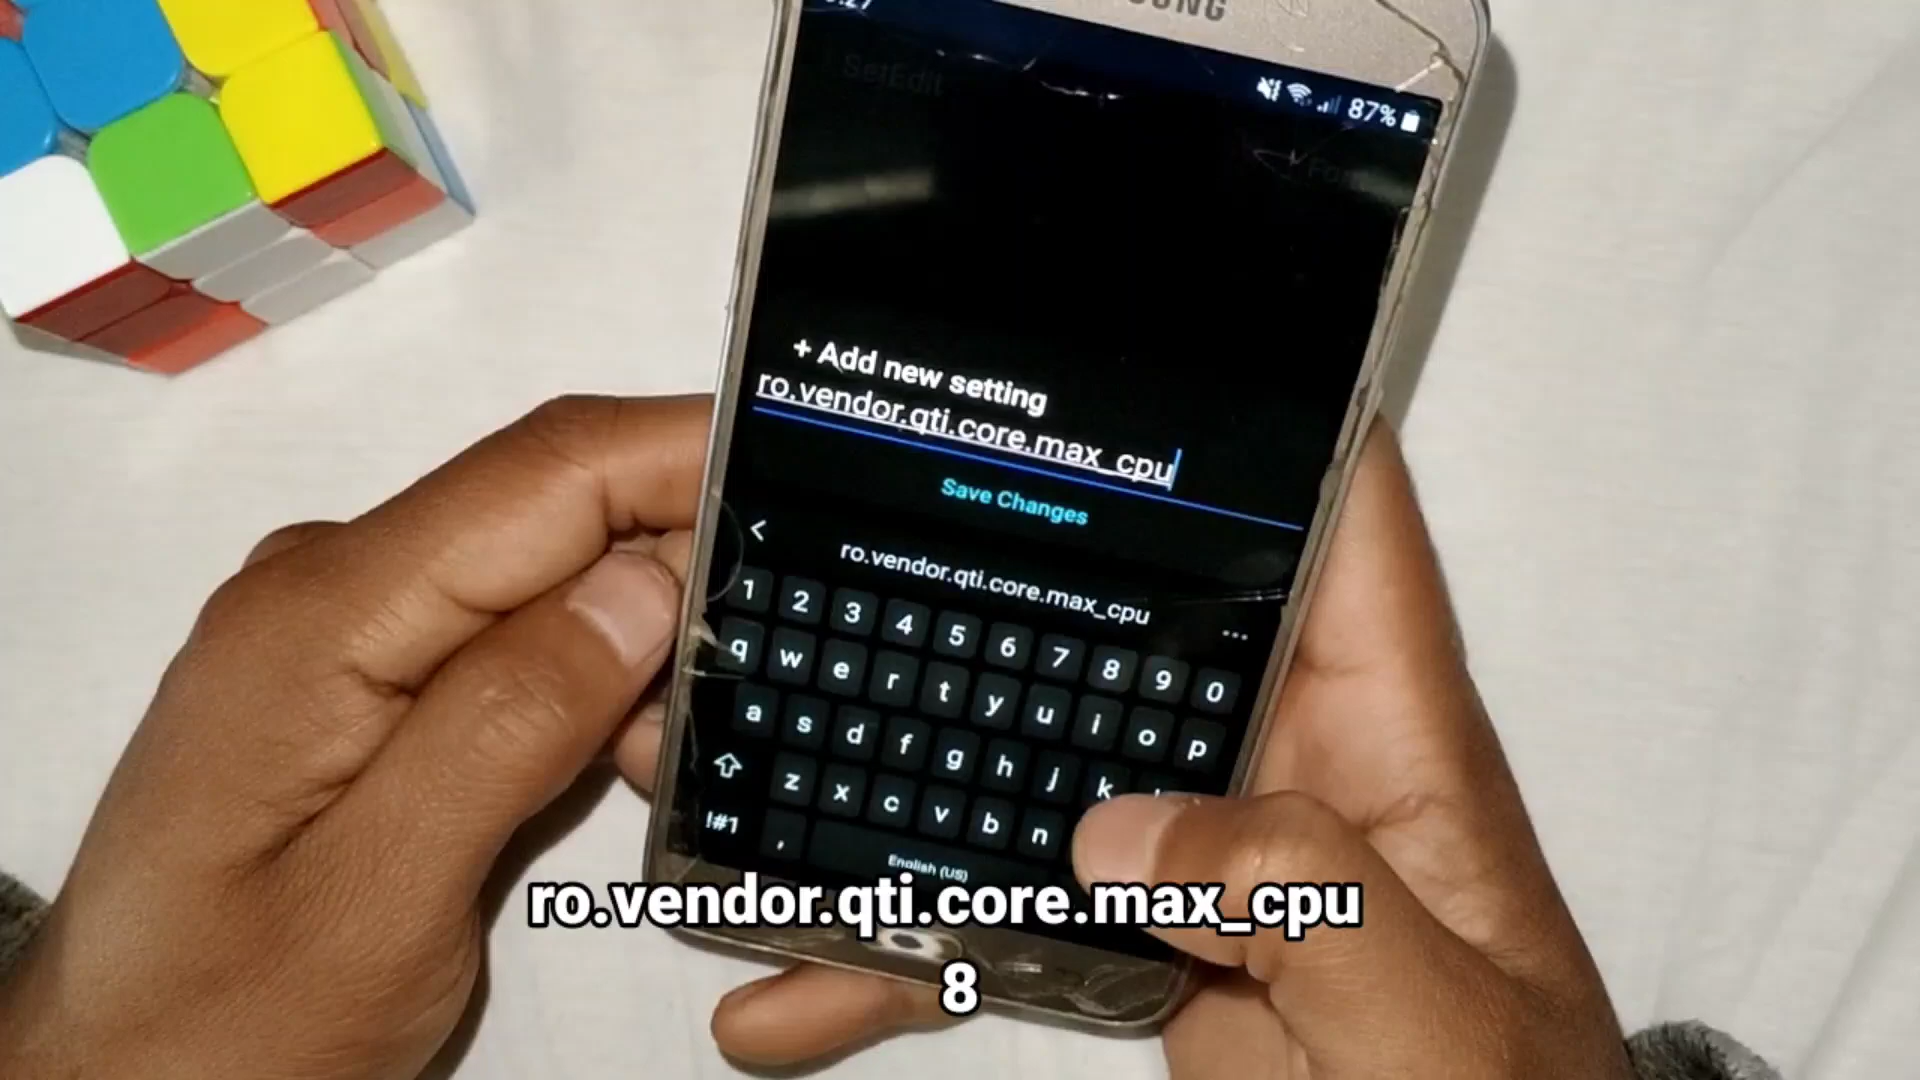 SetEdit
87%
+ Add new setting
ro.vendor.qti.core.max_cpu
Save Changes
<
ro.vendor.qti.core.max_cpu
...
1 2 3 4 5 6 7 8 9 0
q w e r t y u i o p
a s d f g h j k
z x c v b n
!#1 , English (US)
ro.vendor.qti.core.max_cpu
8